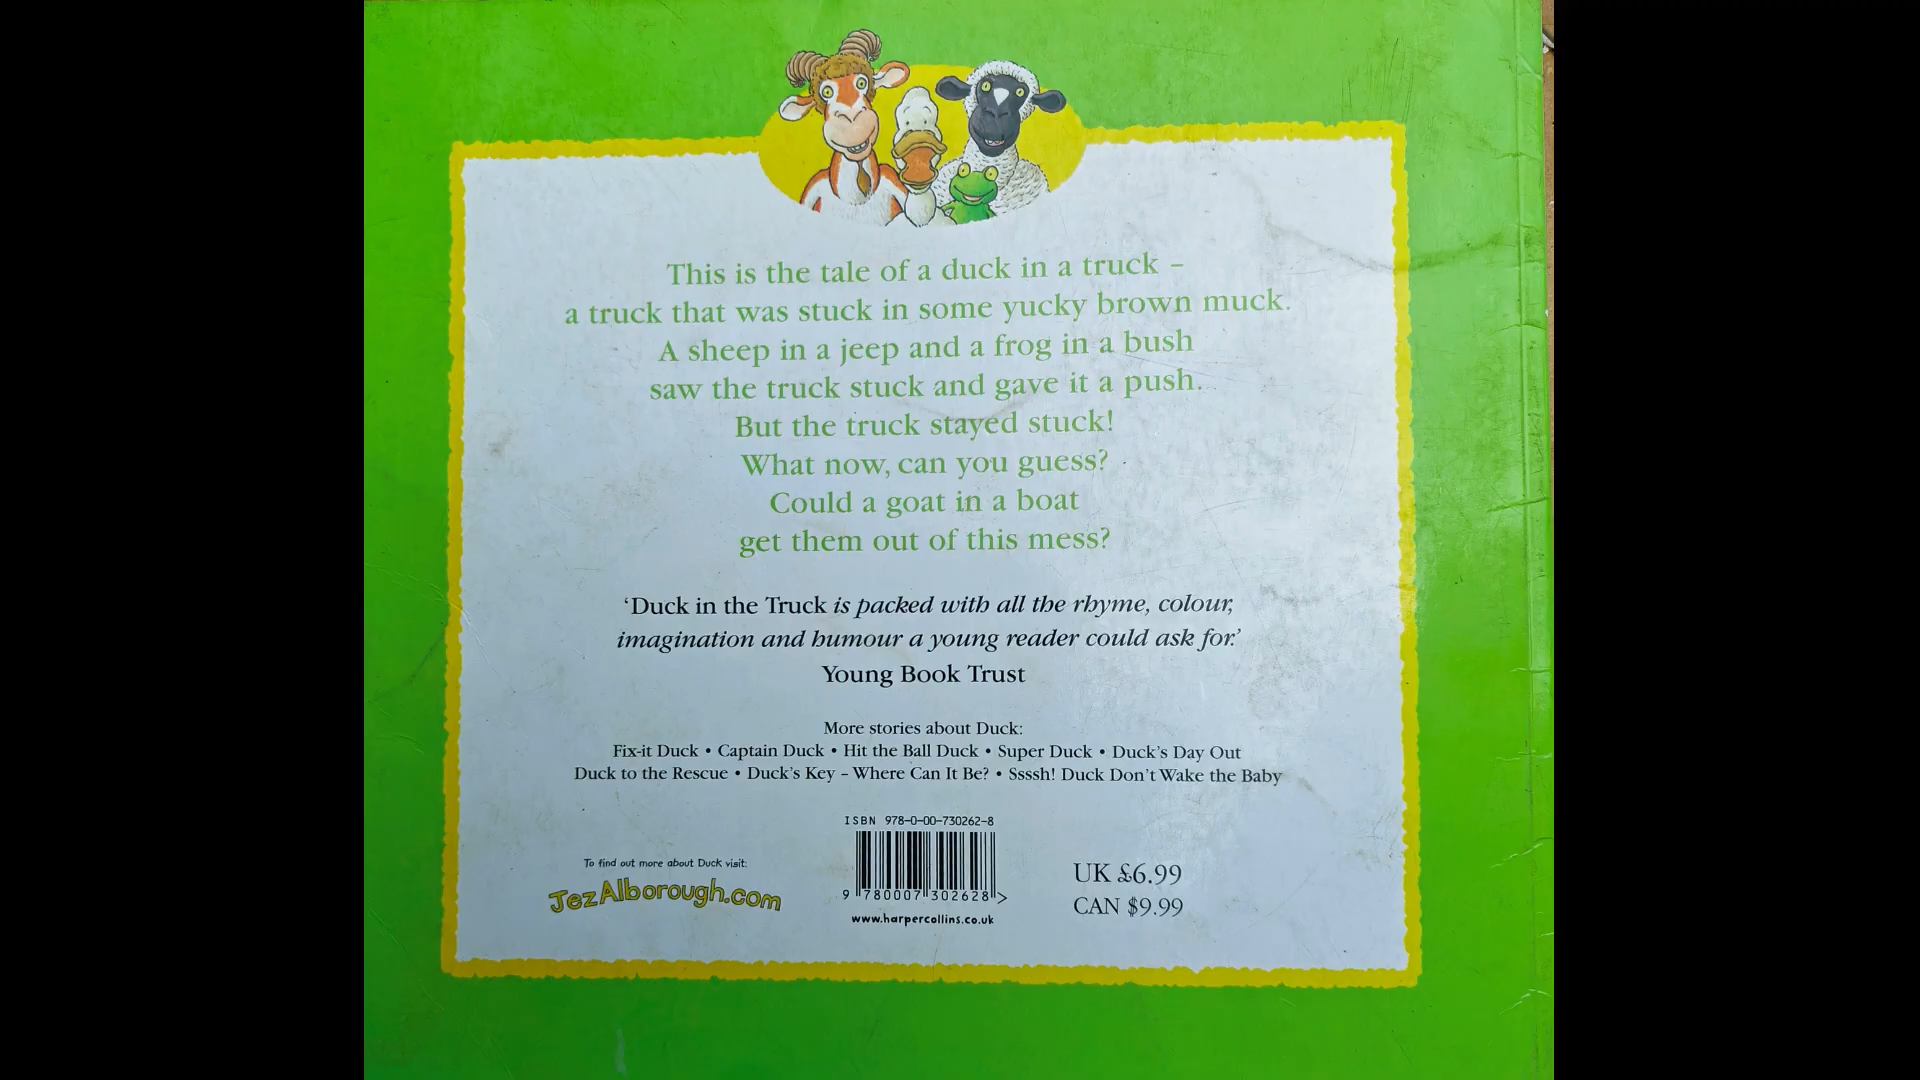 This is the tale of a duck in a truck –
a truck that was stuck in some yucky brown muck.
A sheep in a jeep and a frog in a bush
saw the truck stuck and gave it a push.
But the truck stayed stuck!
What now, can you guess?
Could a goat in a boat
get them out of this mess?
‘Duck in the Truck is packed with all the rhyme, colour,
imagination and humour a young reader could ask for.’
Young Book Trust
More stories about Duck:
Fix-it Duck • Captain Duck • Hit the Ball Duck • Super Duck • Duck’s Day Out
Duck to the Rescue • Duck’s Key – Where Can It Be? • Ssssh! Duck Don’t Wake the Baby
ISBN 978-0-00-730262-8
9 780007 302628 >
www.harpercollins.co.uk
To find out more about Duck visit:
JezAlborough.com
UK £6.99
CAN $9.99